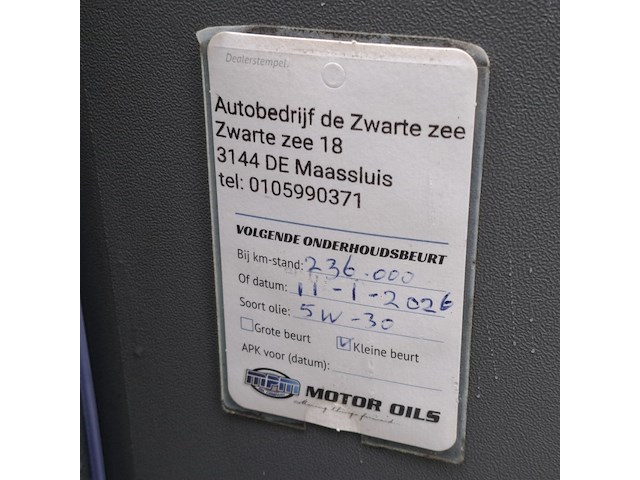 Dealerstempel:
Autobedrijf de Zwarte zee
Zwarte zee 18
3144 DE Maassluis
tel: 0105990371
VOLGENDE ONDERHOUDSBEURT
Bij km-stand: 236.000
Of datum: 11-1-2026
Soort olie: 5W-30
Grote beurt Kleine beurt
APK voor (datum):
MPM MOTOR OILS